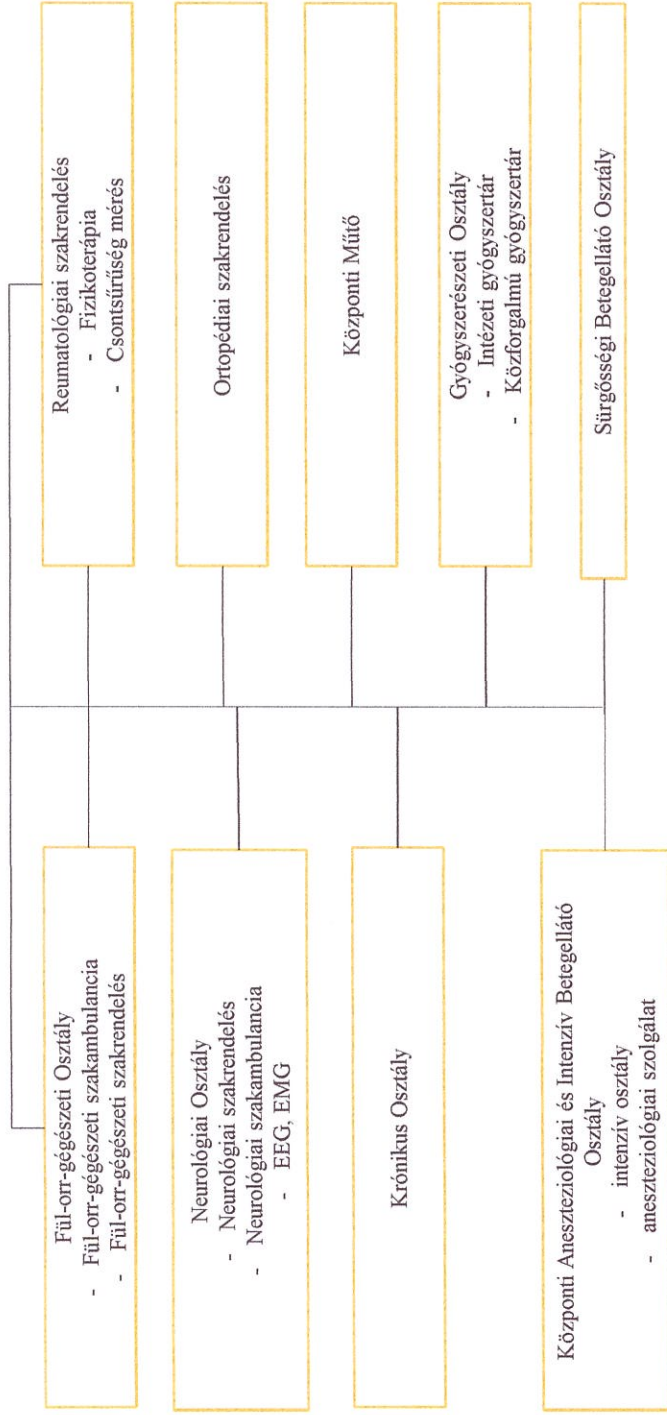 Fül-orr-gégészeti Osztály
- Fül-orr-gégészeti szakambulancia
- Fül-orr-gégészeti szakrendelés
Neurológiai Osztály
- Neurológiai szakrendelés
- Neurológiai szakambulancia
- EEG, EMG
Krónikus Osztály
Központi Aneszteziológiai és Intenzív Betegellátó
Osztály
- intenzív osztály
- aneszteziológiai szolgálat
Reumatológiai szakrendelés
- Fizikoterápia
- Csontsűrűség mérés
Ortopédiai szakrendelés
Központi Műtő
Gyógyszerészeti Osztály
- Intézeti gyógyszertár
- Közforgalmú gyógyszertár
Sürgősségi Betegellátó Osztály